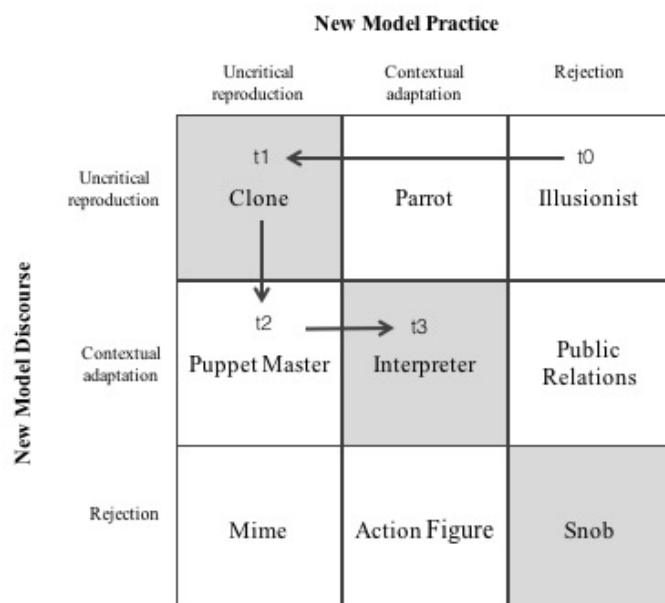 New Model Practice
Uncritical
reproduction
Contextual
adaptation
Rejection
New Model Discourse
Uncritical
reproduction
t1
Clone
Parrot
t0
Illusionist
Contextual
adaptation
t2
Puppet Master
t3
Interpreter
Public
Relations
Rejection
Mime
Action Figure
Snob